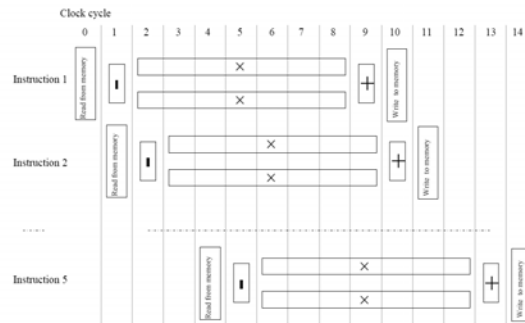 Clock cycle
0 1 2 3 4 5 6 7 8 9 10 11 12 13 14
Instruction 1
Read from memory
-
×
×
+
Write to memory
Instruction 2
Read from memory
-
×
×
+
Write to memory
Instruction 5
Read from memory
-
×
×
+
Write to memory